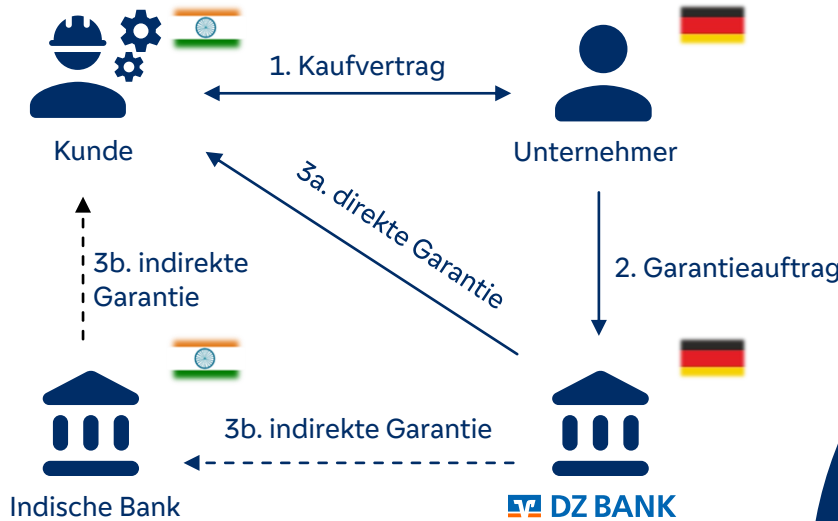 1. Kaufvertrag
Kunde
Unternehmer
3a. direkte Garantie
3b. indirekte
Garantie
2. Garantieauftrag
3b. indirekte Garantie
Indische Bank
DZ BANK